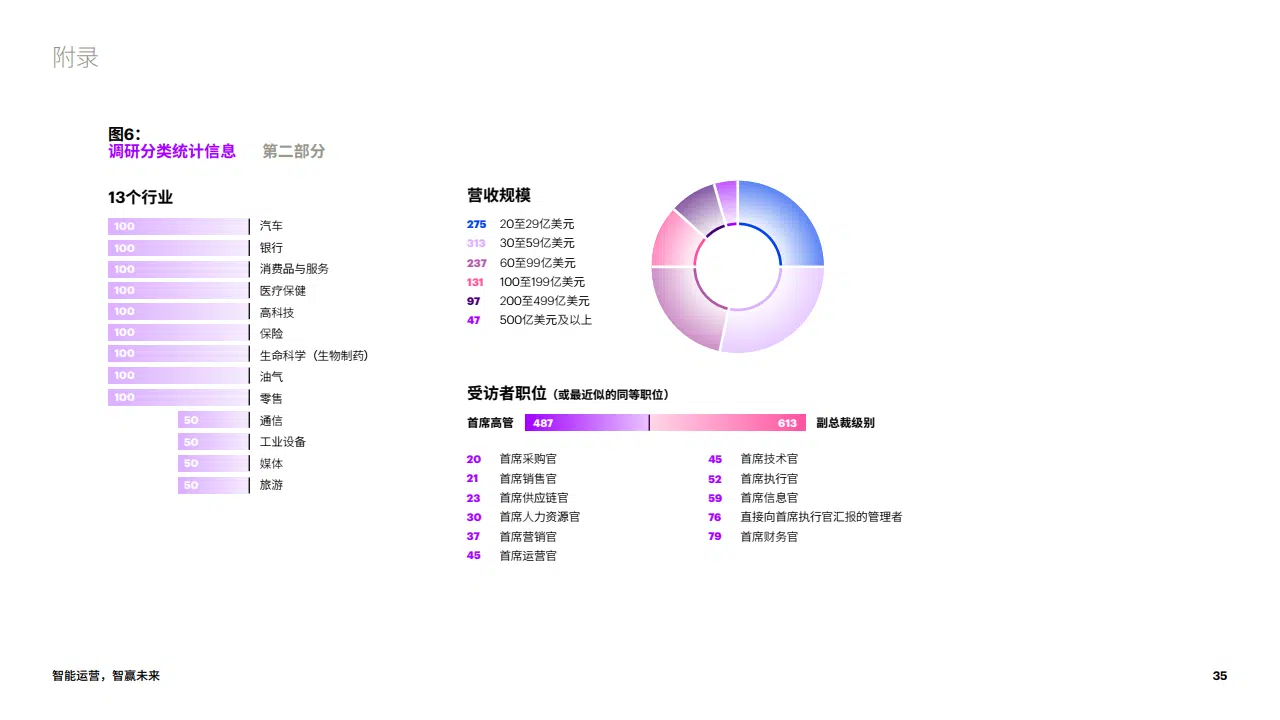 附录
图6：
调研分类统计信息 第二部分
13个行业
100 汽车
100 银行
100 消费品与服务
100 医疗保健
100 高科技
100 保险
100 生命科学（生物制药）
100 油气
100 零售
50 通信
50 工业设备
50 媒体
50 旅游
营收规模
275 20至29亿美元
313 30至59亿美元
237 60至99亿美元
131 100至199亿美元
97 200至499亿美元
47 500亿美元及以上
受访者职位（或最近似的同等职位）
首席高管 487 613 副总裁级别
20 首席采购官
21 首席销售官
23 首席供应链官
30 首席人力资源官
37 首席营销官
45 首席运营官
45 首席技术官
52 首席执行官
59 首席信息官
76 直接向首席执行官汇报的管理者
79 首席财务官
智能运营，智赢未来
35